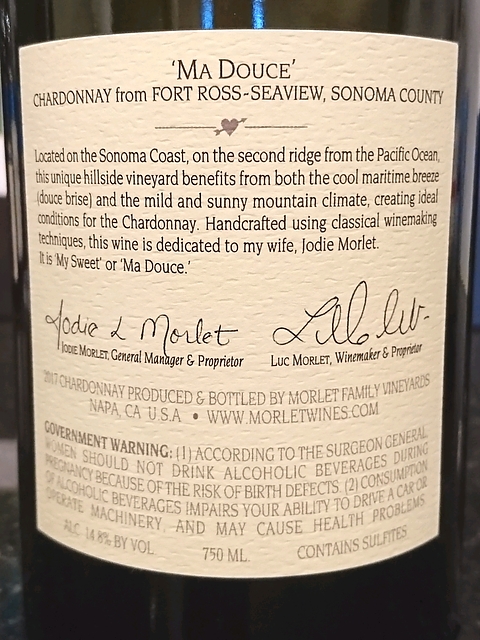 'MA DOUCE'
CHARDONNAY from FORT ROSS-SEAVIEW, SONOMA COUNTY
Located on the Sonoma Coast, on the second ridge from the Pacific Ocean,
this unique hillside vineyard benefits from both the cool maritime breeze
(douce brise) and the mild and sunny mountain climate, creating ideal
conditions for the Chardonnay. Handcrafted using classical winemaking
techniques, this wine is dedicated to my wife, Jodie Morlet.
It is 'My Sweet' or 'Ma Douce.'
Jodie L Morlet
JODIE MORLET, General Manager & Proprietor
LUC MORLET, Winemaker & Proprietor
2017 CHARDONNAY PRODUCED & BOTTLED BY MORLET FAMILY VINEYARDS
NAPA, CA U.S.A • WWW.MORLETWINES.COM
GOVERNMENT WARNING: (1) ACCORDING TO THE SURGEON GENERAL,
WOMEN SHOULD NOT DRINK ALCOHOLIC BEVERAGES DURING
PREGNANCY BECAUSE OF THE RISK OF BIRTH DEFECTS. (2) CONSUMPTION
OF ALCOHOLIC BEVERAGES IMPAIRS YOUR ABILITY TO DRIVE A CAR OR
OPERATE MACHINERY, AND MAY CAUSE HEALTH PROBLEMS.
ALC. 14.8% BY VOL. 750 ML. CONTAINS SULFITES